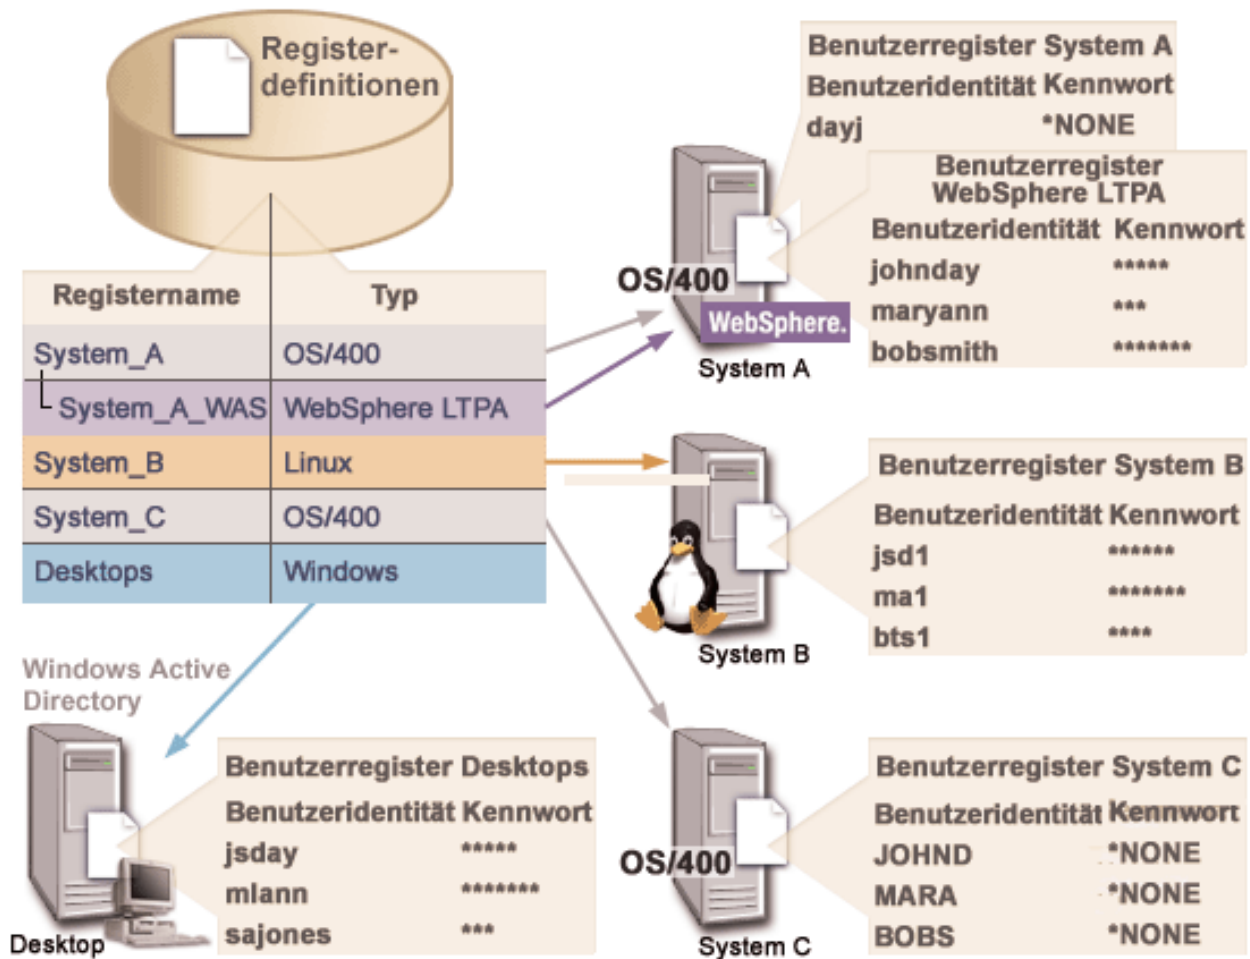 Register-
definitionen
Registername Typ
System_A OS/400
System_A_WAS WebSphere LTPA
System_B Linux
System_C OS/400
Desktops Windows
Benutzerregister System A
Benutzeridentität Kennwort
dayj *NONE
Benutzerregister
WebSphere LTPA
Benutzeridentität Kennwort
johnday *****
maryann ***
bobsmith *******
OS/400
WebSphere.
System A
Benutzerregister System B
Benutzeridentität Kennwort
jsd1 ******
ma1 *******
bts1 ****
System B
Windows Active
Directory
Desktop
Benutzerregister Desktops
Benutzeridentität Kennwort
jsday *****
mlann *******
sajones ***
OS/400
System C
Benutzerregister System C
Benutzeridentität Kennwort
JOHND *NONE
MARA *NONE
BOBS *NONE